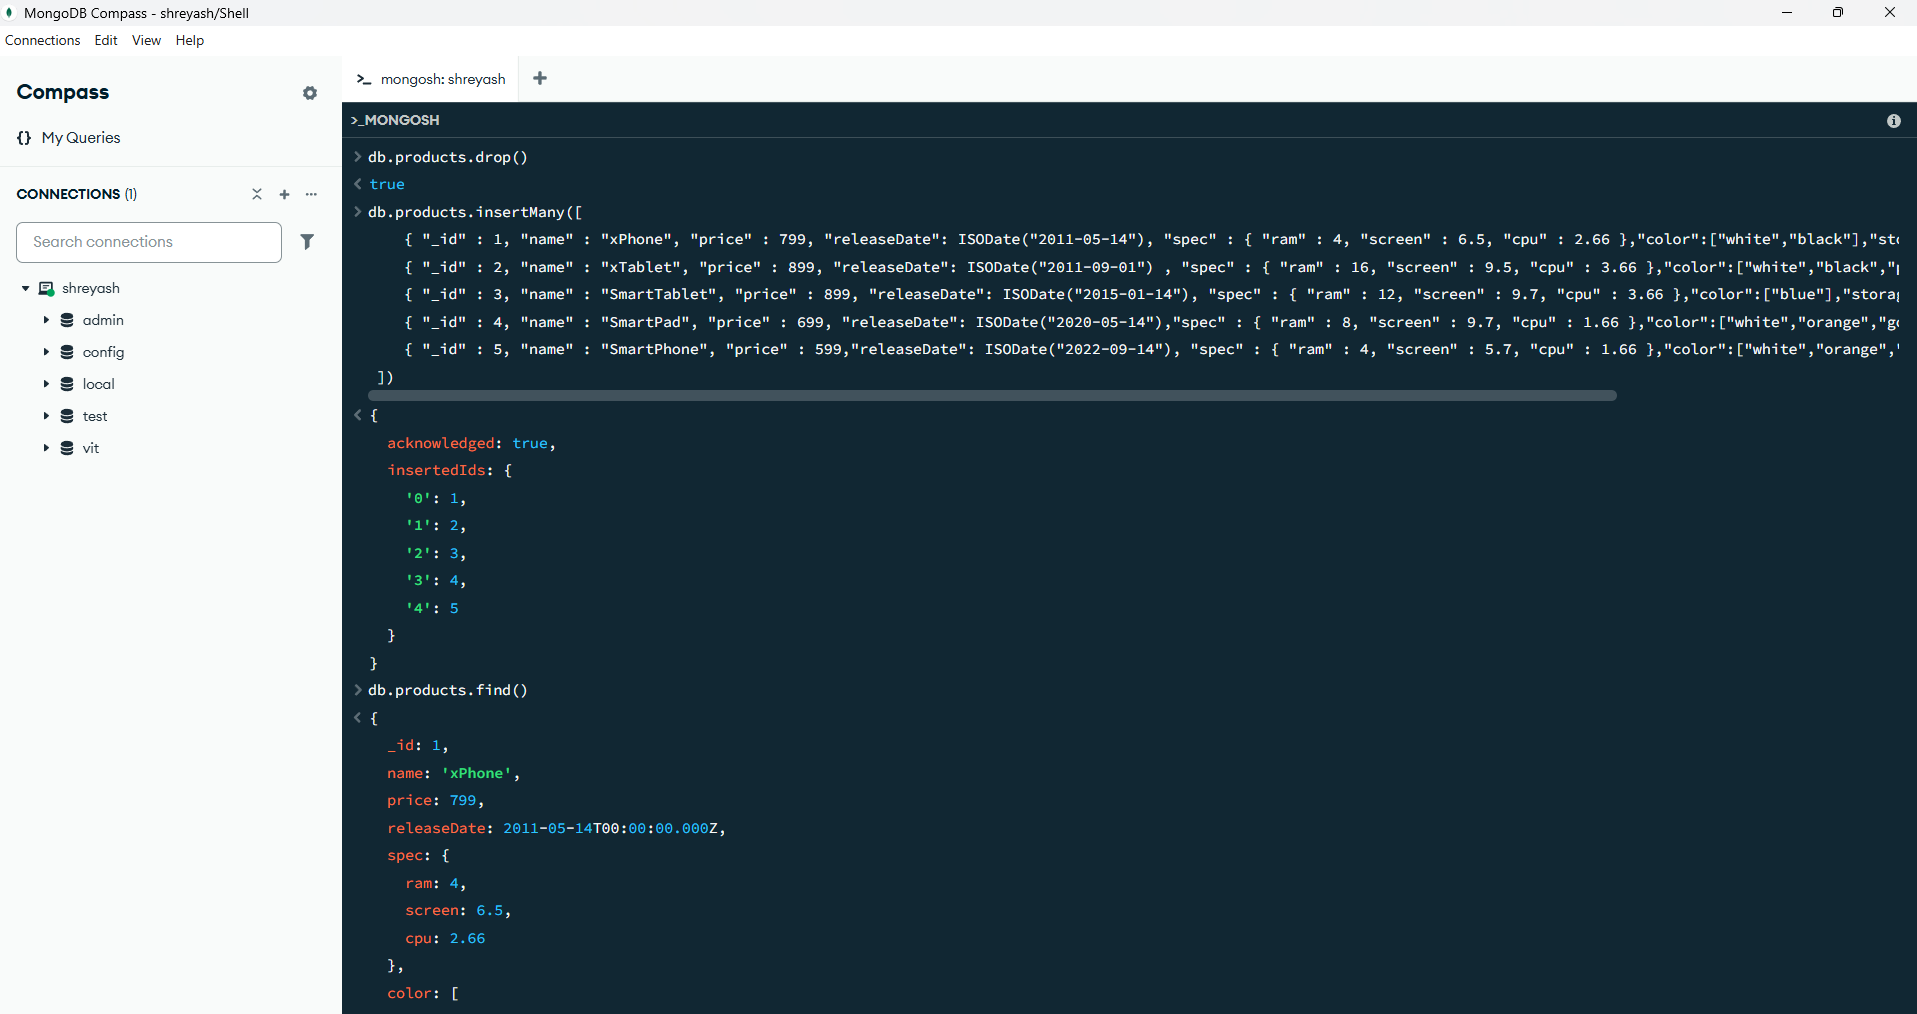 MongoDB Compass - shreyash/Shell
Connections Edit View Help
Compass
{} My Queries
CONNECTIONS (1)
Search connections
shreyash
admin
config
local
test
vit
>_ mongosh: shreyash +
>_MONGOSH
> db.products.drop()
< true
> db.products.insertMany([
{ "_id" : 1, "name" : "xPhone", "price" : 799, "releaseDate": ISODate("2011-05-14"), "spec" : { "ram" : 4, "screen" : 6.5, "cpu" : 2.66 },"color":["white","black"],"sto
{ "_id" : 2, "name" : "xTablet", "price" : 899, "releaseDate": ISODate("2011-09-01") , "spec" : { "ram" : 16, "screen" : 9.5, "cpu" : 3.66 },"color":["white","black","
{ "_id" : 3, "name" : "SmartTablet", "price" : 899, "releaseDate": ISODate("2015-01-14"), "spec" : { "ram" : 12, "screen" : 9.7, "cpu" : 3.66 },"color":["blue"],"stora
{ "_id" : 4, "name" : "SmartPad", "price" : 699, "releaseDate": ISODate("2020-05-14"),"spec" : { "ram" : 8, "screen" : 9.7, "cpu" : 1.66 },"color":["white","orange","go
{ "_id" : 5, "name" : "SmartPhone", "price" : 599,"releaseDate": ISODate("2022-09-14"), "spec" : { "ram" : 4, "screen" : 5.7, "cpu" : 1.66 },"color":["white","orange",
])
< {
acknowledged: true,
insertedIds: {
'0': 1,
'1': 2,
'2': 3,
'3': 4,
'4': 5
}
}
> db.products.find()
< {
_id: 1,
name: 'xPhone',
price: 799,
releaseDate: 2011-05-14T00:00:00.000Z,
spec: {
ram: 4,
screen: 6.5,
cpu: 2.66
},
color: [